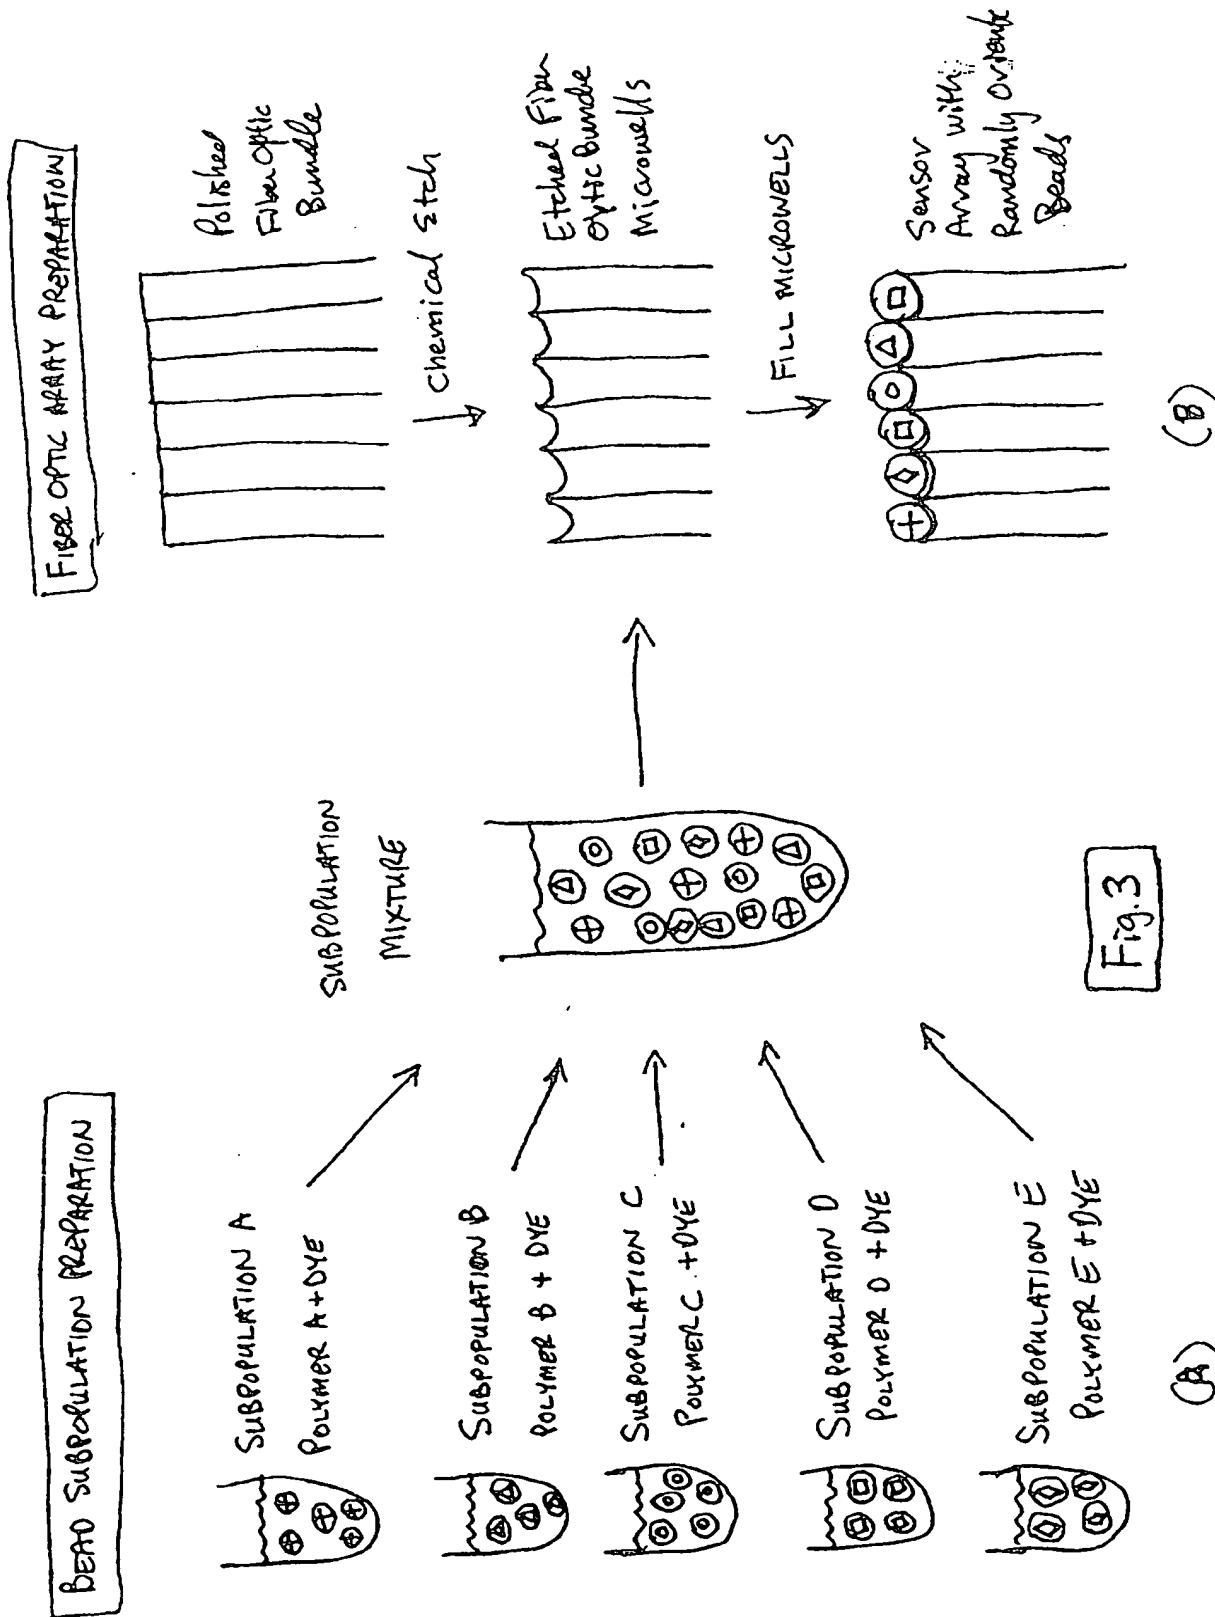 BEAD SUBPOPULATION PREPARATION
SUBPOPULATION A
POLYMER A+DYE
SUBPOPULATION B
POLYMER B + DYE
SUBPOPULATION C
POLYMER C +DYE
SUBPOPULATION D
POLYMER D +DYE
SUBPOPULATION E
POLYMER E +DYE
(A)
SUBPOPULATION
MIXTURE
Fig.3
FIBER OPTIC ARRAY PREPARATION
Polished
Fiber Optic
Bundle
Chemical Etch
Etched Fiber
Optic Bundle
Microwells
FILL MICROWELLS
Sensor
Array with
Randomly
Beads
(B)